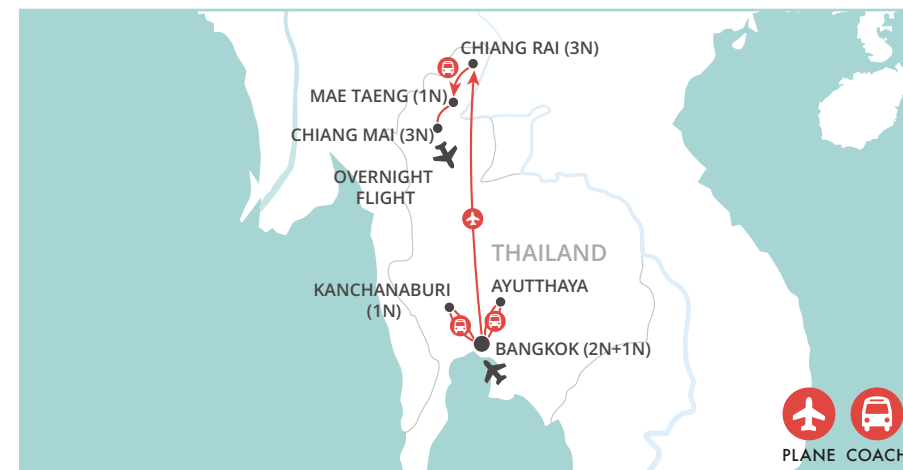 CHIANG RAI (3N)
MAE TAENG (1N)
CHIANG MAI (3N)
OVERNIGHT
FLIGHT
THAILAND
KANCHANABURI
(1N)
AYUTTHAYA
BANGKOK (2N+1N)
PLANE COACH